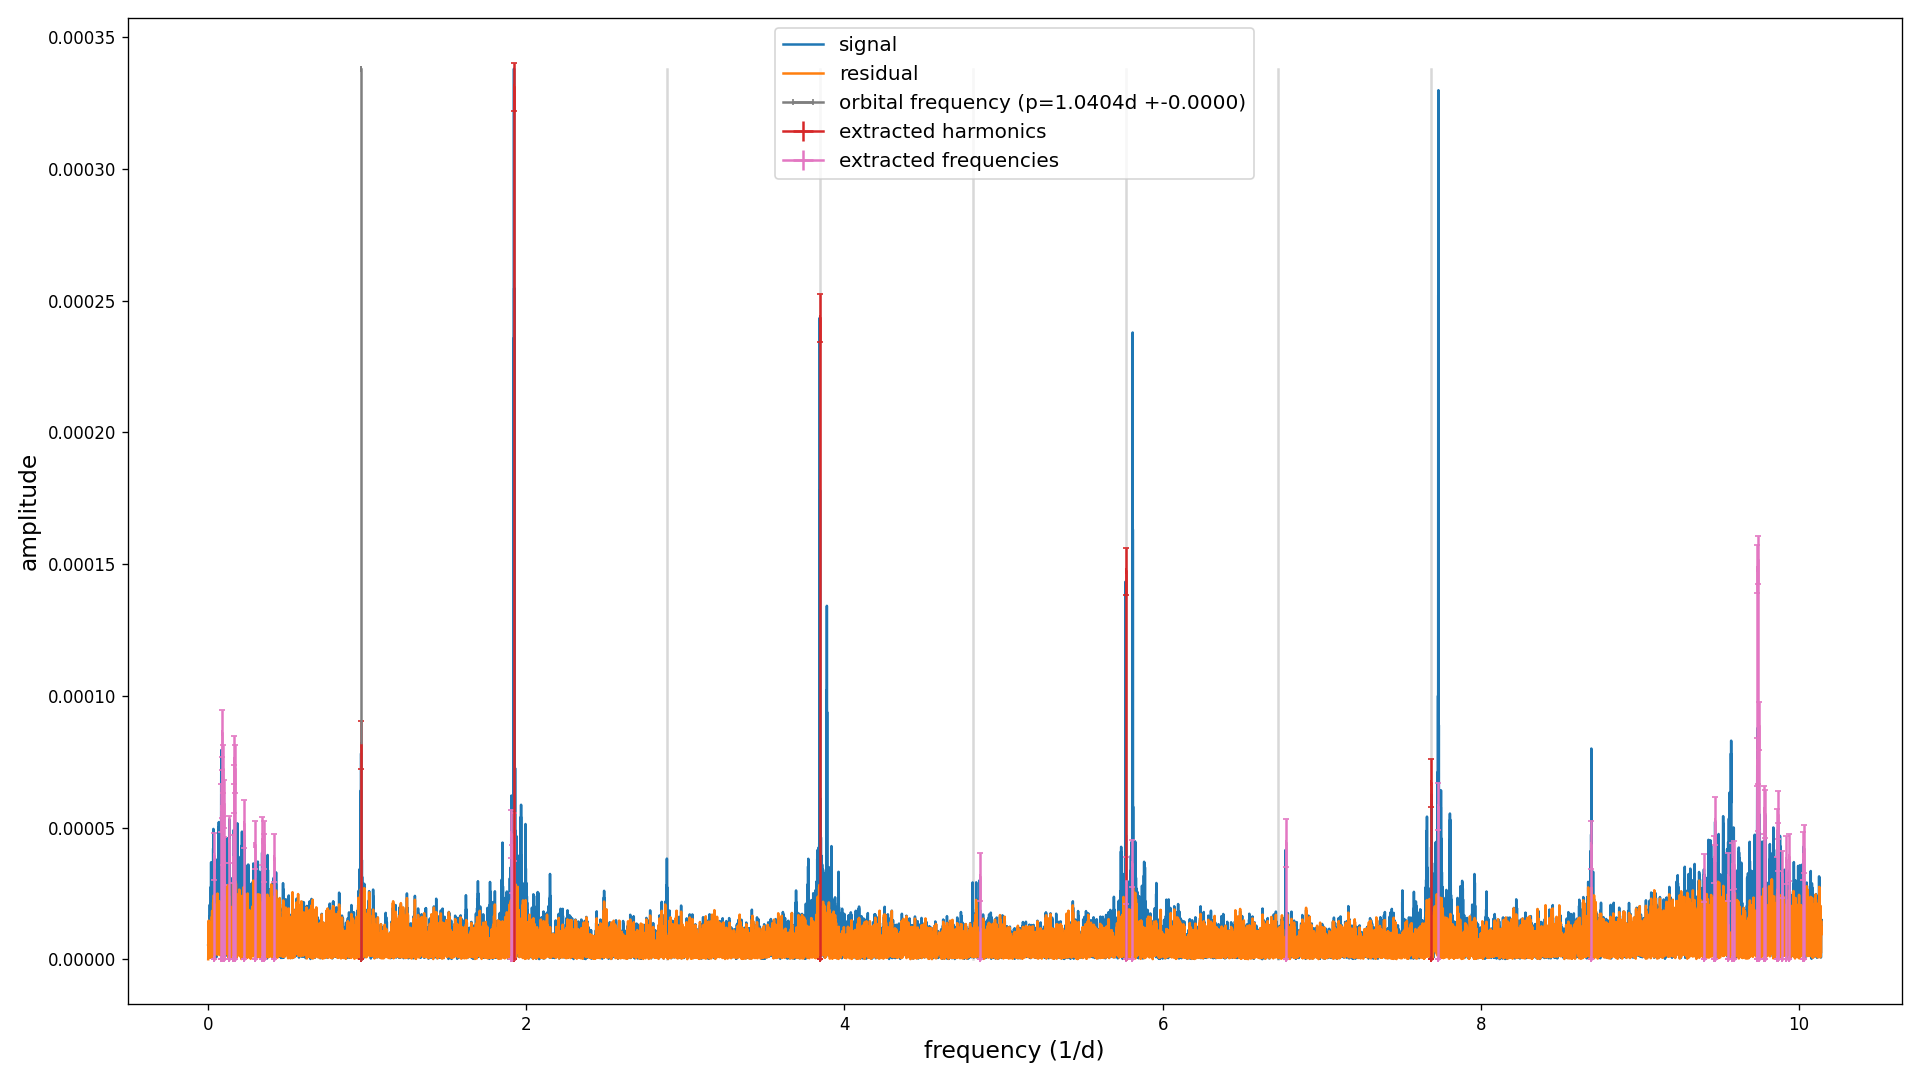 0.00035
0.00030
0.00025
0.00020
0.00015
0.00010
0.00005
0.00000
amplitude
signal
residual
orbital frequency (p=1.0404d +-0.0000)
extracted harmonics
extracted frequencies
0 2 4 6 8 10
frequency (1/d)